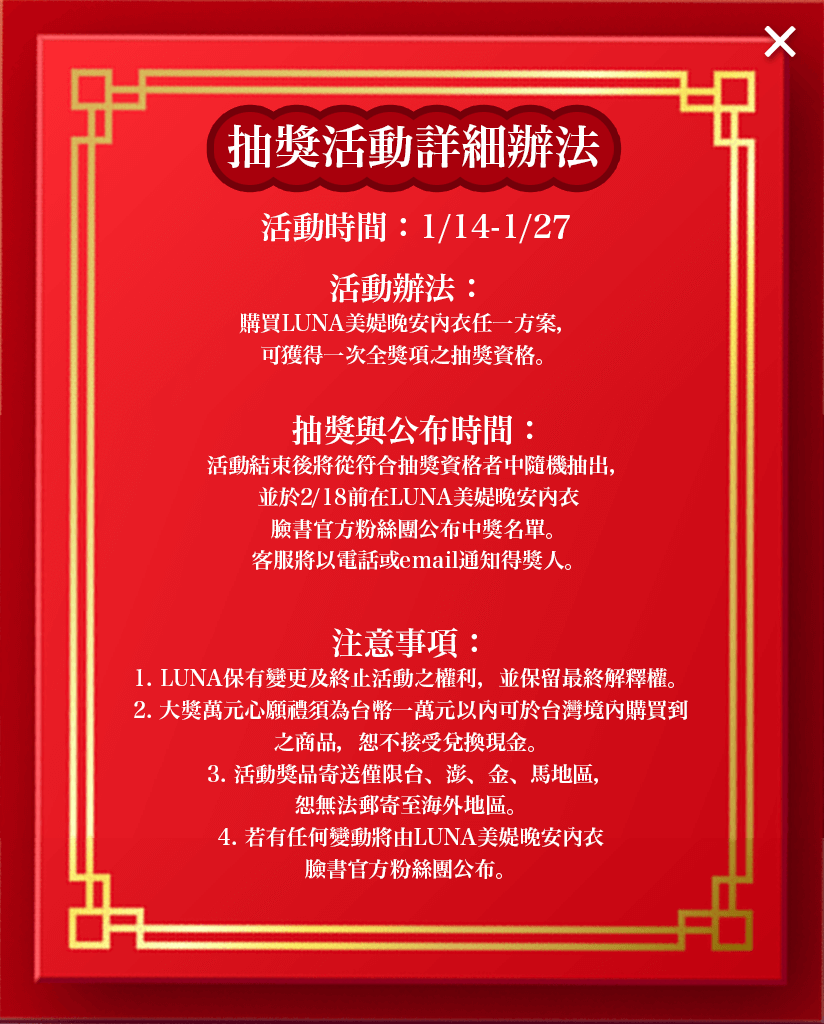 抽獎活動詳細辦法
活動時間：1/14-1/27
活動辦法：
購買LUNA美媞晚安內衣任一方案，
可獲得一次全獎項之抽獎資格。
抽獎與公布時間：
活動結束後將從符合抽獎資格者中隨機抽出，
並於2/18前在LUNA美媞晚安內衣
臉書官方粉絲團公布中獎名單。
客服將以電話或email通知得獎人。
注意事項：
1. LUNA保有變更及終止活動之權利，並保留最終解釋權。
2. 大獎萬元心願禮須為台幣一萬元以內可於台灣境內購買到
之商品，恕不接受兌換現金。
3. 活動獎品寄送僅限台、澎、金、馬地區，
恕無法郵寄至海外地區。
4. 若有任何變動將由LUNA美媞晚安內衣
臉書官方粉絲團公布。